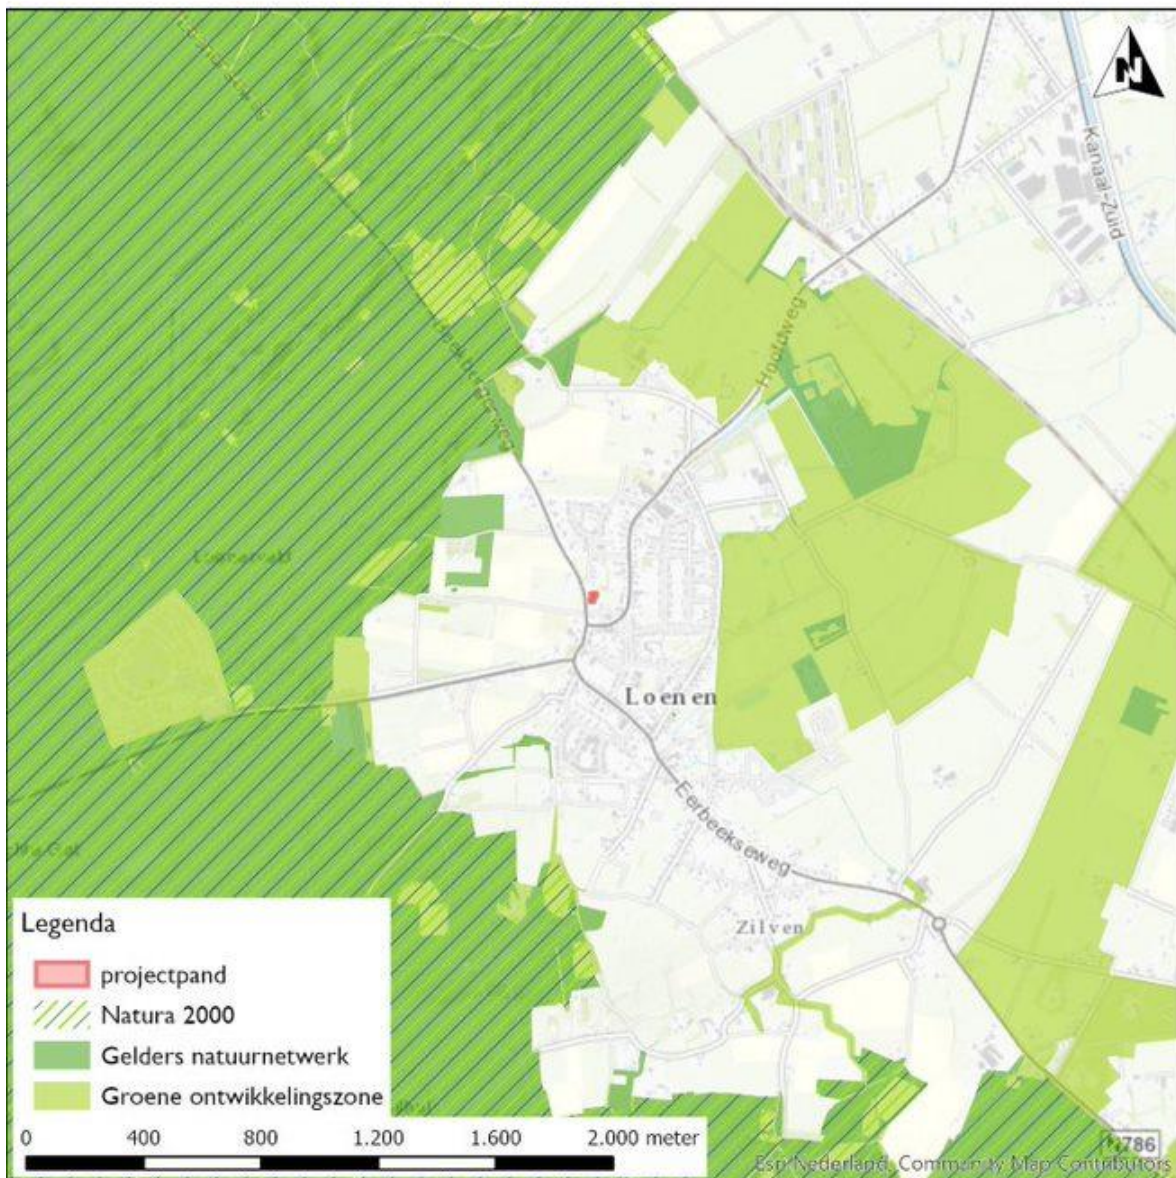 N
Kanaal-Zuid
Hoofdweg
Loenen
Eerbeekseweg
Zilven
Legenda
projectpand
Natura 2000
Gelders natuurnetwerk
Groene ontwikkelingszone
0 400 800 1.200 1.600 2.000 meter
786
Esri Nederland, Community Map Contributors